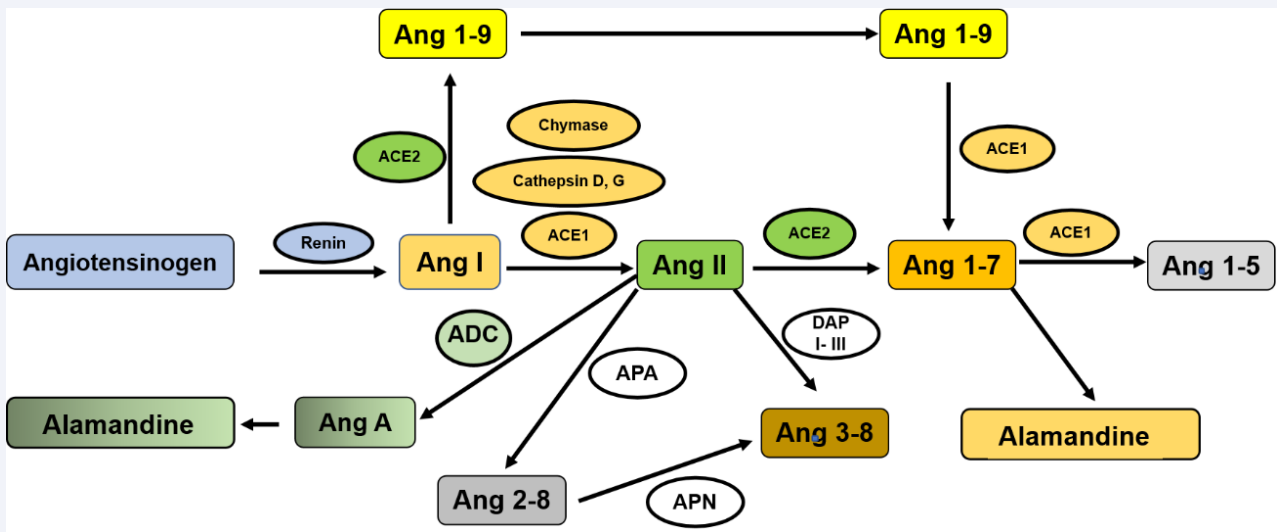 Ang 1-9
Ang 1-9
Chymase
ACE2
ACE1
Cathepsin D, G
Renin
ACE1
ACE2
ACE1
Angiotensinogen
Ang I
Ang II
Ang 1-7
Ang 1-5
ADC
DAP
I- III
APA
Alamandine
Ang A
Ang 3-8
Alamandine
Ang 2-8
APN